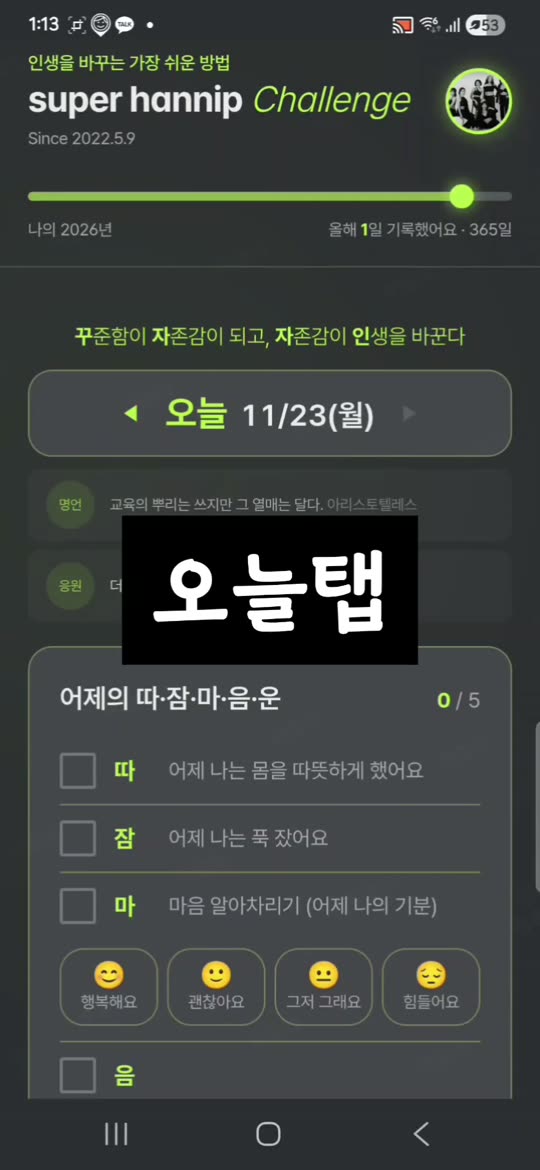 1:13 TALK 53
인생을 바꾸는 가장 쉬운 방법
super hannip Challenge
Since 2022.5.9
나의 2026년 올해 1일 기록했어요 · 365일
꾸준함이 자존감이 되고, 자존감이 인생을 바꾼다
◀ 오늘 11/23(월) ▶
명언 교육의 뿌리는 쓰지만 그 열매는 달다. 아리스토텔레스
응원 더
오늘탭
어제의 따·잠·마·음·운 0 / 5
따 어제 나는 몸을 따뜻하게 했어요
잠 어제 나는 푹 잤어요
마 마음 알아차리기 (어제 나의 기분)
행복해요 괜찮아요 그저 그래요 힘들어요
음